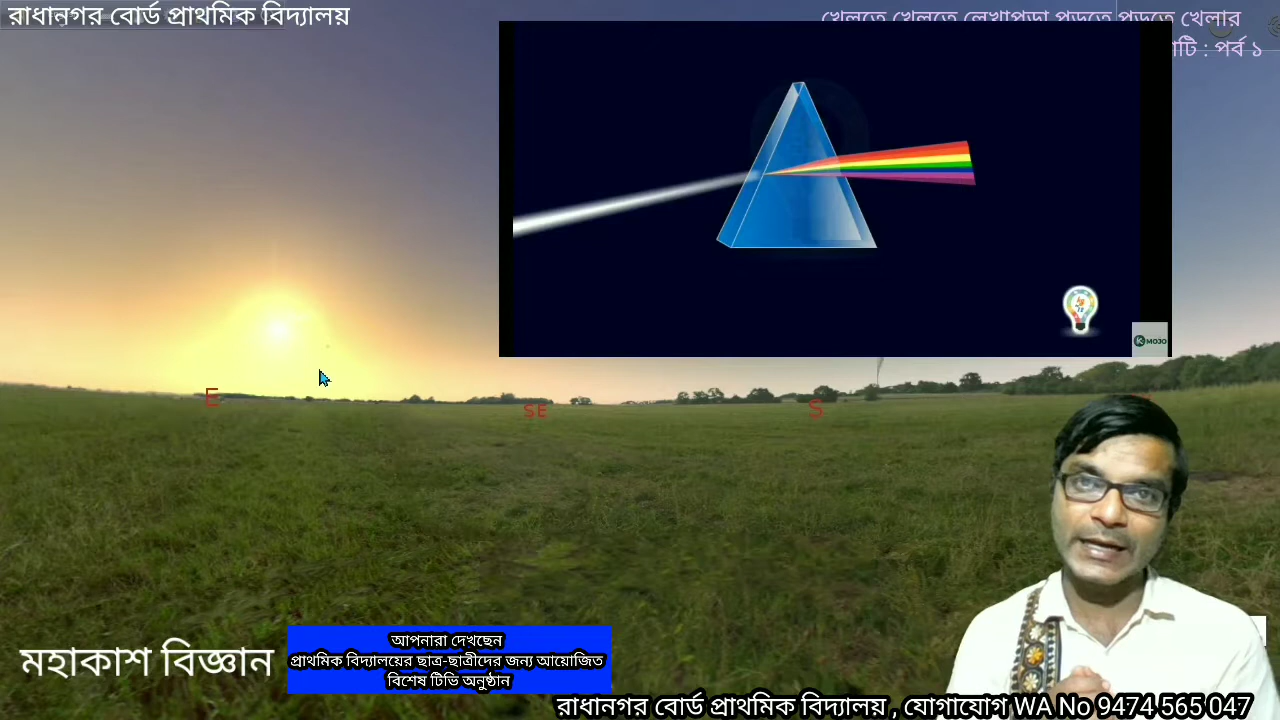 রাধানগর বোর্ড প্রাথমিক বিদ্যালয়
খেলতে খেলতে লেখাপড়া পড়তে পড়তে খেলার
টি : পর্ব ১
MOJO
E
SE
S
মহাকাশ বিজ্ঞান
আপনারা দেখছেন
প্রাথমিক বিদ্যালয়ের ছাত্র-ছাত্রীদের জন্য আয়োজিত
বিশেষ টিভি অনুষ্ঠান
রাধানগর বোর্ড প্রাথমিক বিদ্যালয় , যোগাযোগ WA No 9474 565 047